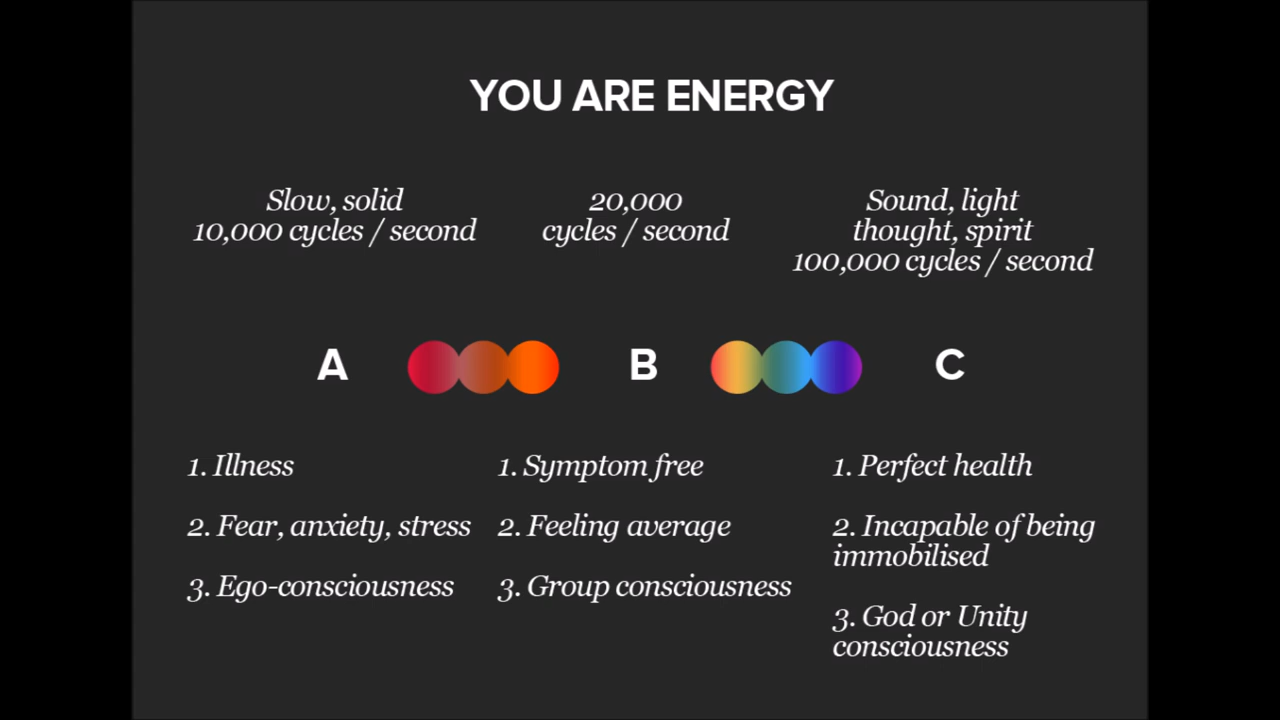 YOU ARE ENERGY
Slow, solid
10,000 cycles / second
20,000
cycles / second
Sound, light
thought, spirit
100,000 cycles / second
A
B
C
1. Illness
2. Fear, anxiety, stress
3. Ego-consciousness
1. Symptom free
2. Feeling average
3. Group consciousness
1. Perfect health
2. Incapable of being
immobilised
3. God or Unity
consciousness